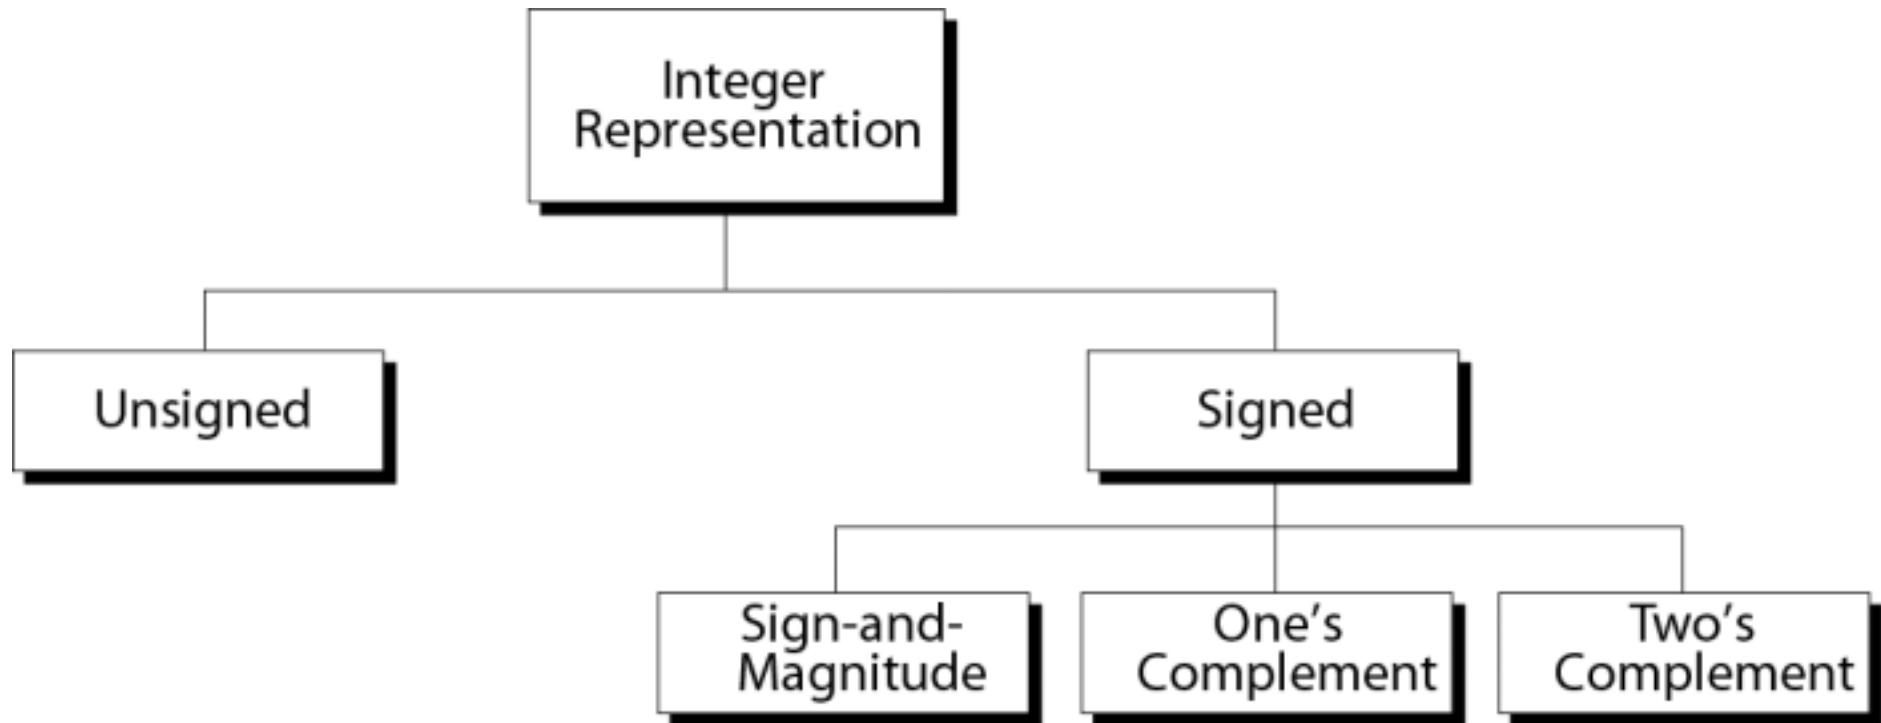 Integer
Representation
Unsigned
Signed
Sign-and-
Magnitude
One’s
Complement
Two’s
Complement